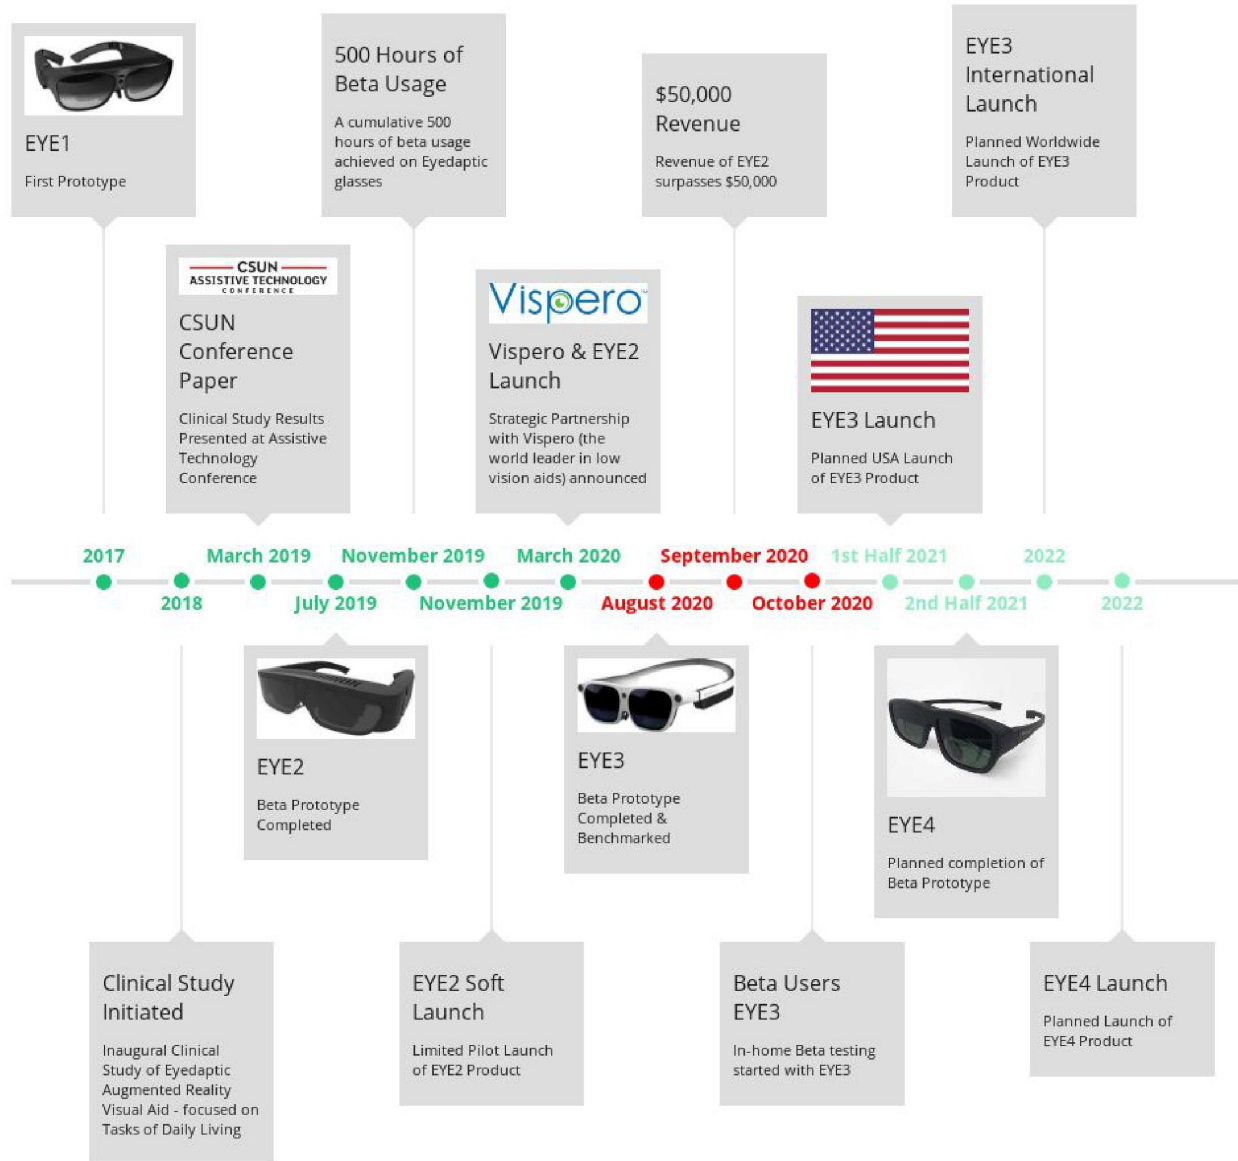 EYE1
First Prototype
500 Hours of
Beta Usage
A cumulative 500
hours of beta usage
achieved on Eyedaptic
glasses
$50,000
Revenue
Revenue of EYE2
surpasses $50,000
EYE3
International
Launch
Planned Worldwide
Launch of EYE3
Product
CSUN
ASSISTIVE TECHNOLOGY
CONFERENCE
CSUN
Conference
Paper
Clinical Study Results
Presented at Assistive
Technology
Conference
Vispero™
Vispero & EYE2
Launch
Strategic Partnership
with Vispero (the
world leader in low
vision aids) announced
EYE3 Launch
Planned USA Launch
of EYE3 Product
2017
March 2019
November 2019
March 2020
September 2020
1st Half 2021
2022
2018
July 2019
November 2019
August 2020
October 2020
2nd Half 2021
2022
EYE2
Beta Prototype
Completed
EYE3
Beta Prototype
Completed &
Benchmarked
EYE4
Planned completion of
Beta Prototype
Clinical Study
Initiated
Inaugural Clinical
Study of Eyedaptic
Augmented Reality
Visual Aid - focused on
Tasks of Daily Living
EYE2 Soft
Launch
Limited Pilot Launch
of EYE2 Product
Beta Users
EYE3
In-home Beta testing
started with EYE3
EYE4 Launch
Planned Launch of
EYE4 Product